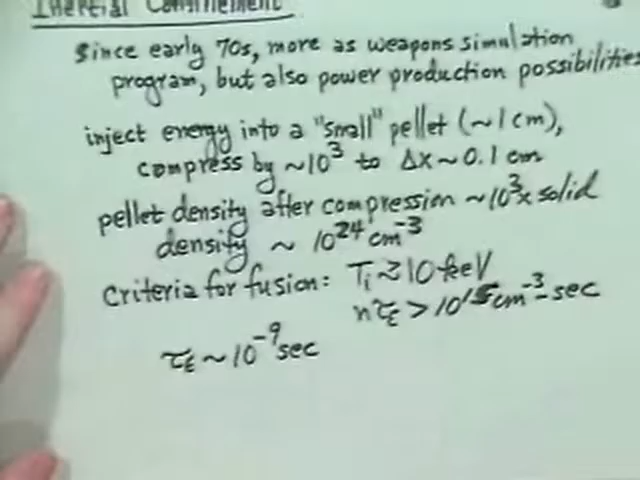 Inertial Confinement
since early 70s, more as weapons simulation
program, but also power production possibilities
inject energy into a "small" pellet (~1 cm),
compress by ~10³ to Δx ~ 0.1 cm
pellet density after compression ~10³x solid
density ~ 10²⁴ cm⁻³
Criteria for fusion: Tᵢ ≳ 10 keV
nτ_E > 10¹⁵ cm⁻³-sec
τ_E ~ 10⁻⁹ sec